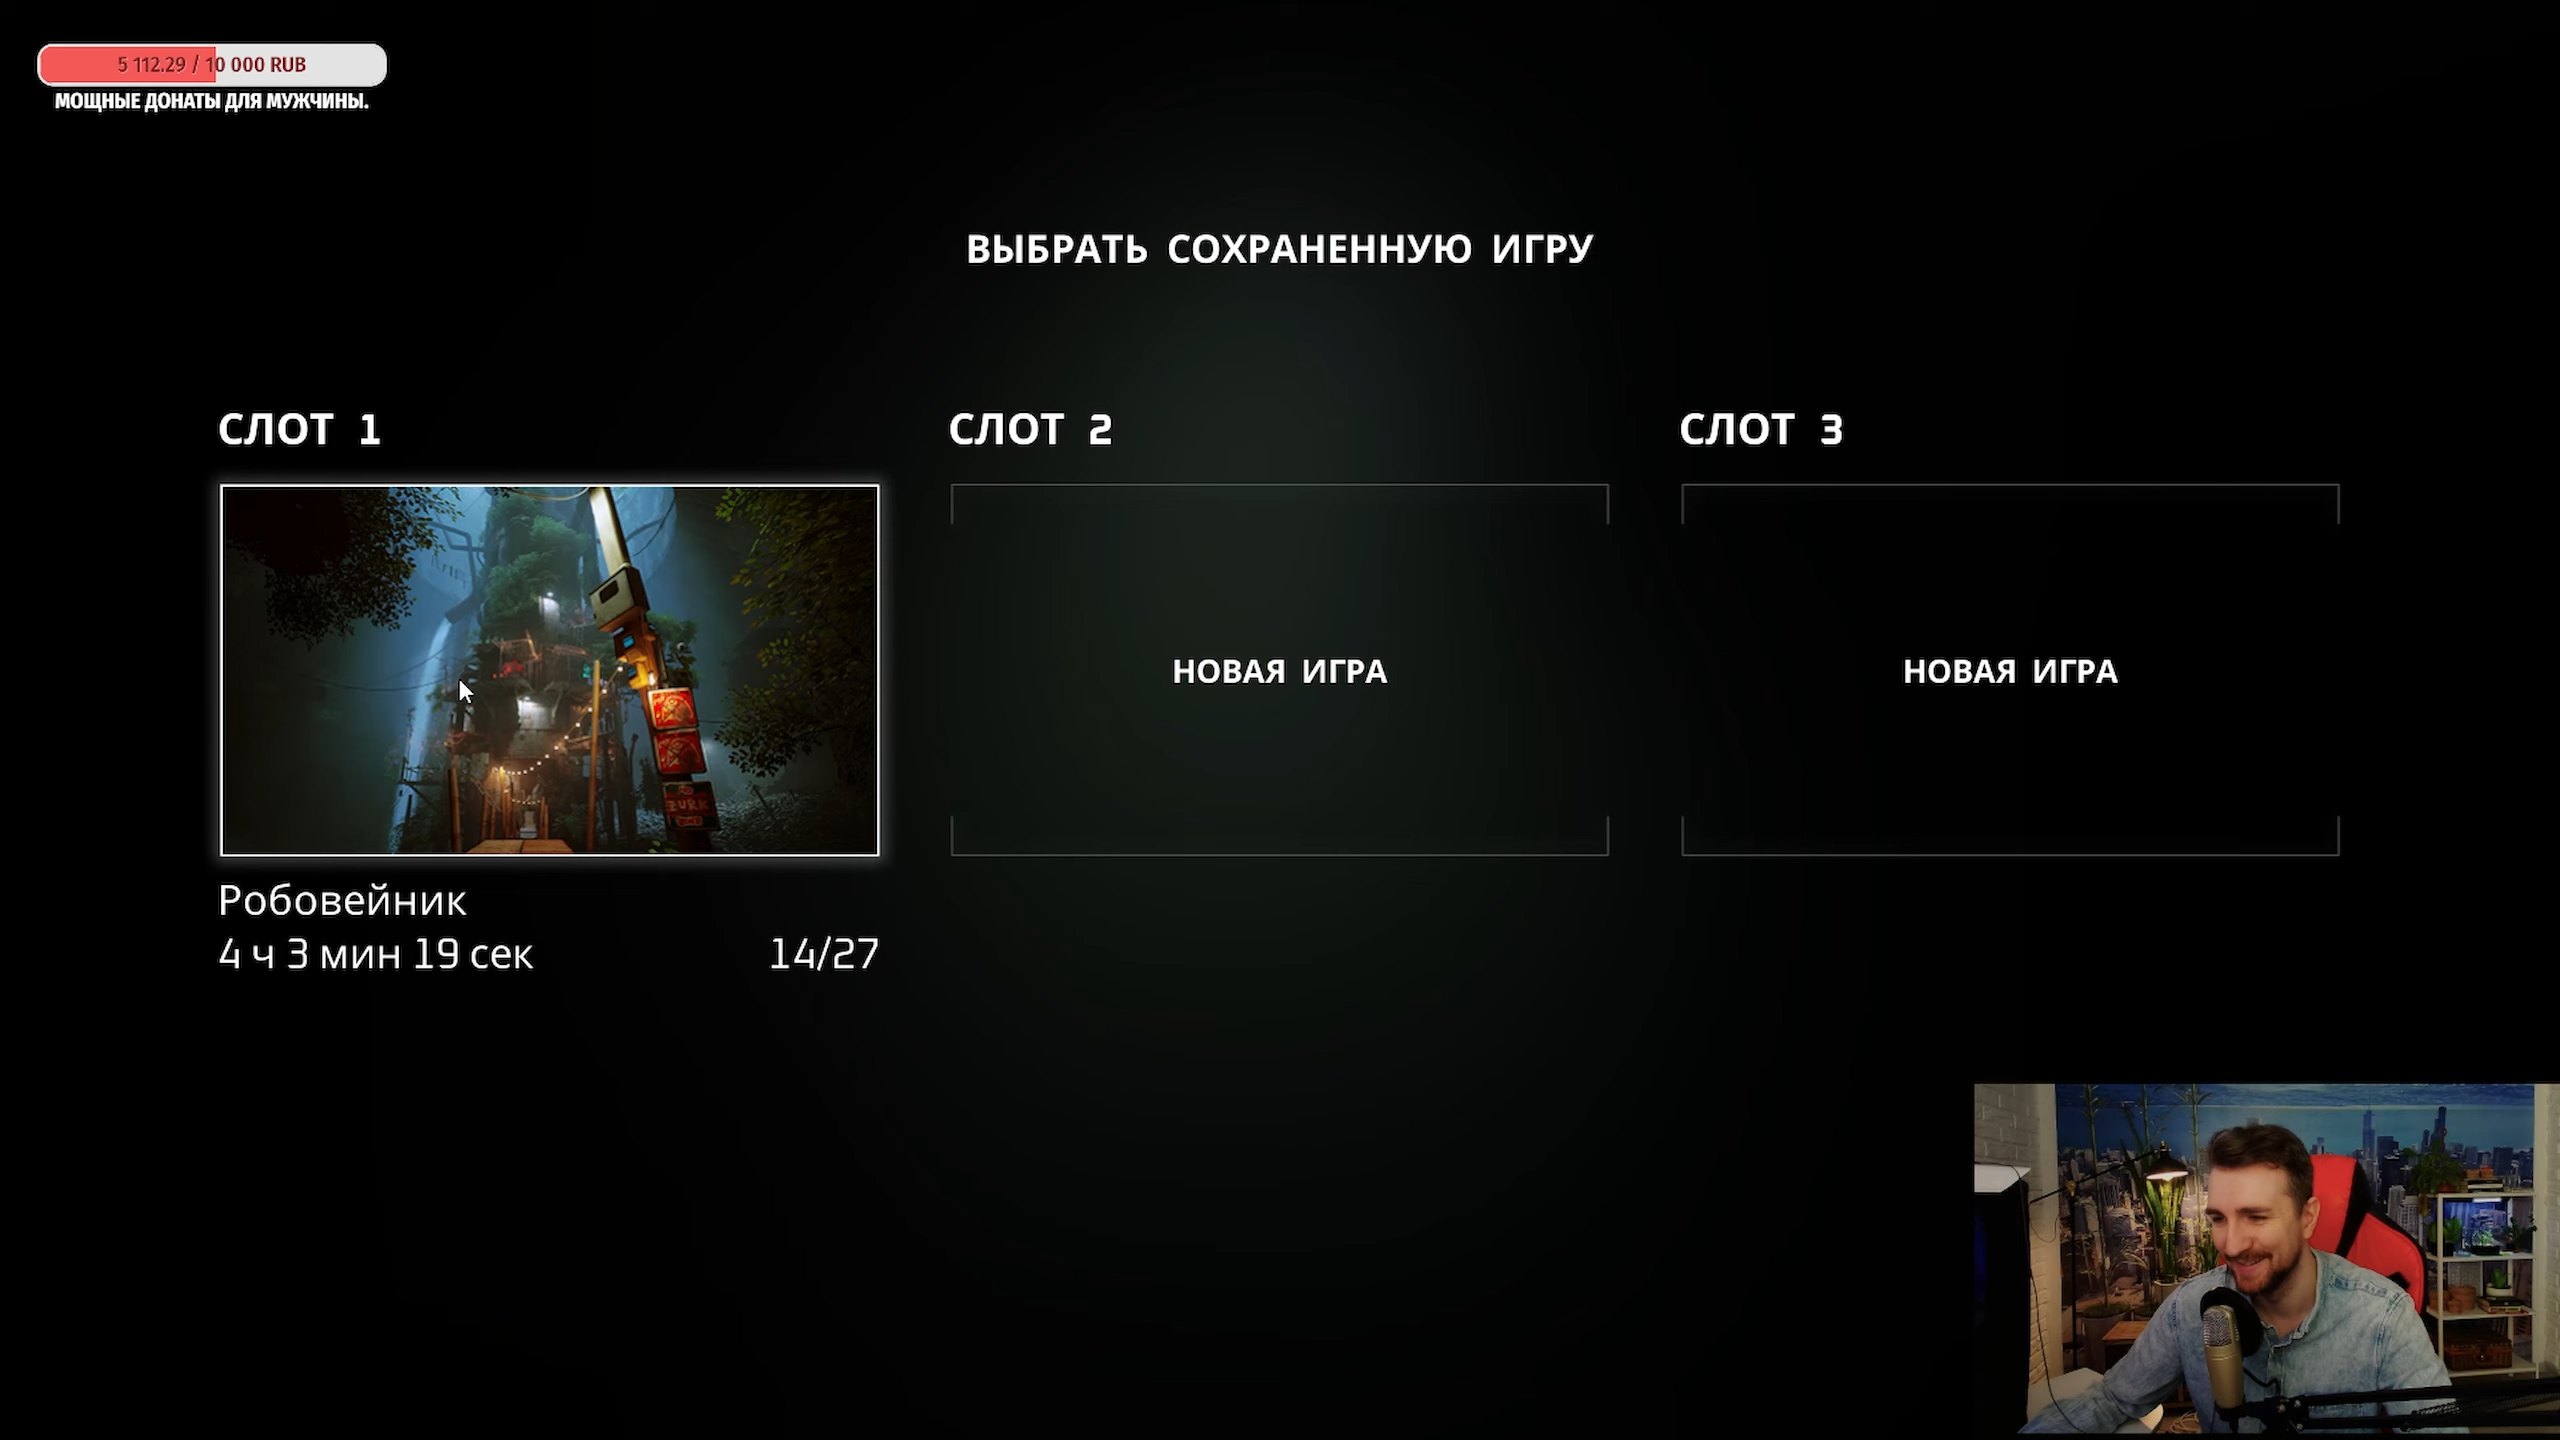 5 112.29 / 10 000 RUB
МОЩНЫЕ ДОНАТЫ ДЛЯ МУЖЧИНЫ.
ВЫБРАТЬ СОХРАНЕННУЮ ИГРУ
СЛОТ 1
СЛОТ 2
СЛОТ 3
НОВАЯ ИГРА
НОВАЯ ИГРА
ZURK
Робовейник
4 ч 3 мин 19 сек
14/27